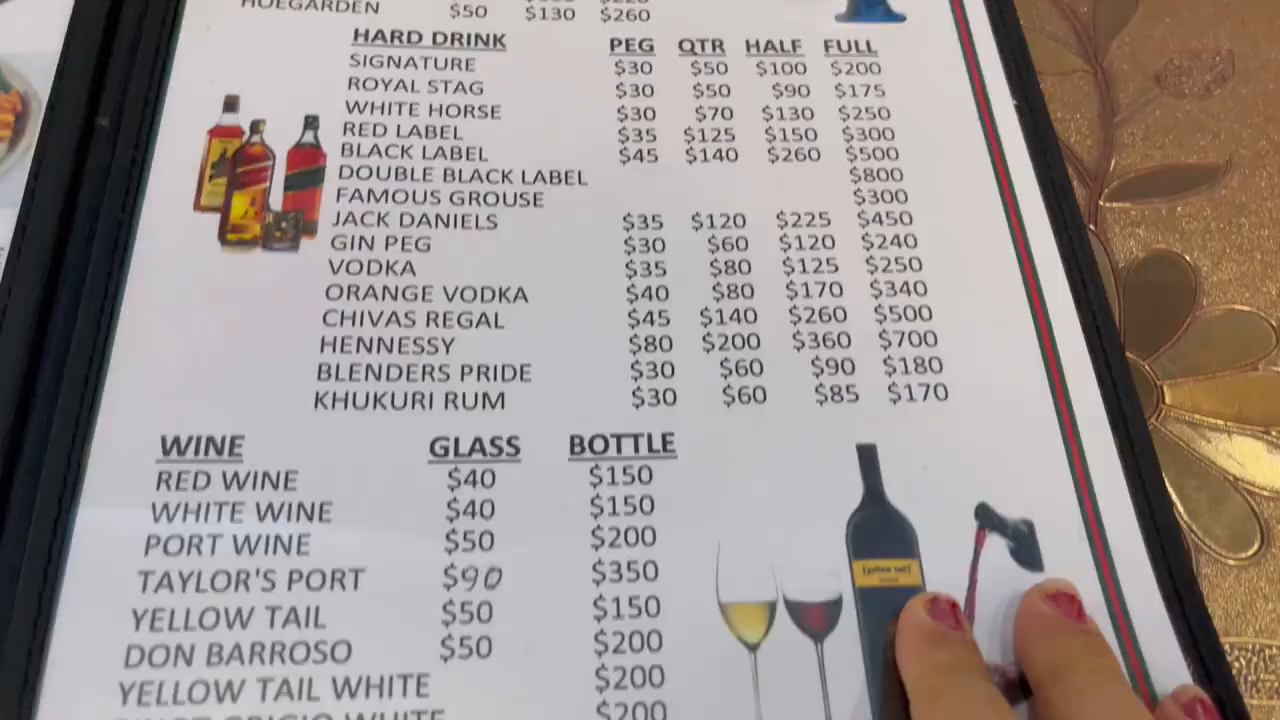 HOEGARDEN $50 $130 $260
HARD DRINK PEG QTR HALF FULL
SIGNATURE $30 $50 $100 $200
ROYAL STAG $30 $50 $90 $175
WHITE HORSE $30 $70 $130 $250
RED LABEL $35 $125 $150 $300
BLACK LABEL $45 $140 $260 $500
DOUBLE BLACK LABEL $800
FAMOUS GROUSE $300
JACK DANIELS $35 $120 $225 $450
GIN PEG $30 $60 $120 $240
VODKA $35 $80 $125 $250
ORANGE VODKA $40 $80 $170 $340
CHIVAS REGAL $45 $140 $260 $500
HENNESSY $80 $200 $360 $700
BLENDERS PRIDE $30 $60 $90 $180
KHUKURI RUM $30 $60 $85 $170
WINE GLASS BOTTLE
RED WINE $40 $150
WHITE WINE $40 $150
PORT WINE $50 $200
TAYLOR'S PORT $90 $350
YELLOW TAIL $50 $150
DON BARROSO $50 $200
YELLOW TAIL WHITE $200
PINOT GRIGIO WHITE $200
[yellow tail]